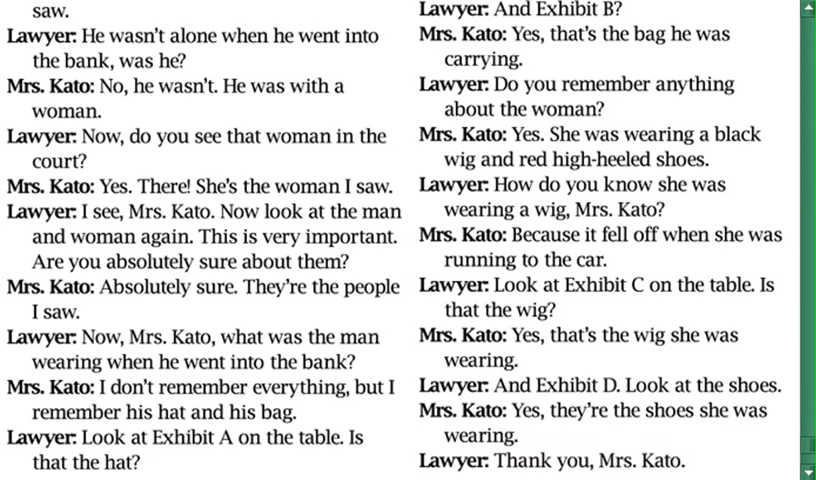 saw.
Lawyer: He wasn't alone when he went into
the bank, was he?
Mrs. Kato: No, he wasn't. He was with a
woman.
Lawyer: Now, do you see that woman in the
court?
Mrs. Kato: Yes. There! She's the woman I saw.
Lawyer: I see, Mrs. Kato. Now look at the man
and woman again. This is very important.
Are you absolutely sure about them?
Mrs. Kato: Absolutely sure. They're the people
I saw.
Lawyer: Now, Mrs. Kato, what was the man
wearing when he went into the bank?
Mrs. Kato: I don't remember everything, but I
remember his hat and his bag.
Lawyer: Look at Exhibit A on the table. Is
that the hat?
Lawyer: And Exhibit B?
Mrs. Kato: Yes, that's the bag he was
carrying.
Lawyer: Do you remember anything
about the woman?
Mrs. Kato: Yes. She was wearing a black
wig and red high-heeled shoes.
Lawyer: How do you know she was
wearing a wig, Mrs. Kato?
Mrs. Kato: Because it fell off when she was
running to the car.
Lawyer: Look at Exhibit C on the table. Is
that the wig?
Mrs. Kato: Yes, that's the wig she was
wearing.
Lawyer: And Exhibit D. Look at the shoes.
Mrs. Kato: Yes, they're the shoes she was
wearing.
Lawyer: Thank you, Mrs. Kato.